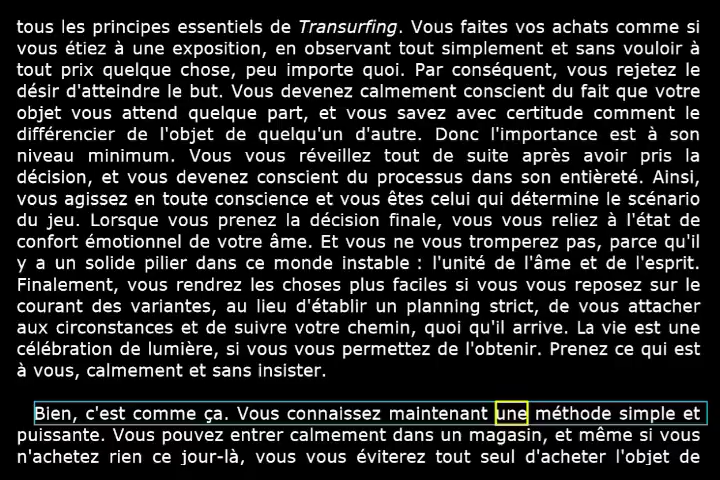 tous les principes essentiels de Transurfing. Vous faites vos achats comme si
vous étiez à une exposition, en observant tout simplement et sans vouloir à
tout prix quelque chose, peu importe quoi. Par conséquent, vous rejetez le
désir d'atteindre le but. Vous devenez calmement conscient du fait que votre
objet vous attend quelque part, et vous savez avec certitude comment le
différencier de l'objet de quelqu'un d'autre. Donc l'importance est à son
niveau minimum. Vous vous réveillez tout de suite après avoir pris la
décision, et vous devenez conscient du processus dans son entièreté. Ainsi,
vous agissez en toute conscience et vous êtes celui qui détermine le scénario
du jeu. Lorsque vous prenez la décision finale, vous vous reliez à l'état de
confort émotionnel de votre âme. Et vous ne vous tromperez pas, parce qu'il
y a un solide pilier dans ce monde instable : l'unité de l'âme et de l'esprit.
Finalement, vous rendrez les choses plus faciles si vous vous reposez sur le
courant des variantes, au lieu d'établir un planning strict, de vous attacher
aux circonstances et de suivre votre chemin, quoi qu'il arrive. La vie est une
célébration de lumière, si vous vous permettez de l'obtenir. Prenez ce qui est
à vous, calmement et sans insister.
Bien, c'est comme ça. Vous connaissez maintenant une méthode simple et
puissante. Vous pouvez entrer calmement dans un magasin, et même si vous
n'achetez rien ce jour-là, vous vous éviterez tout seul d'acheter l'objet de